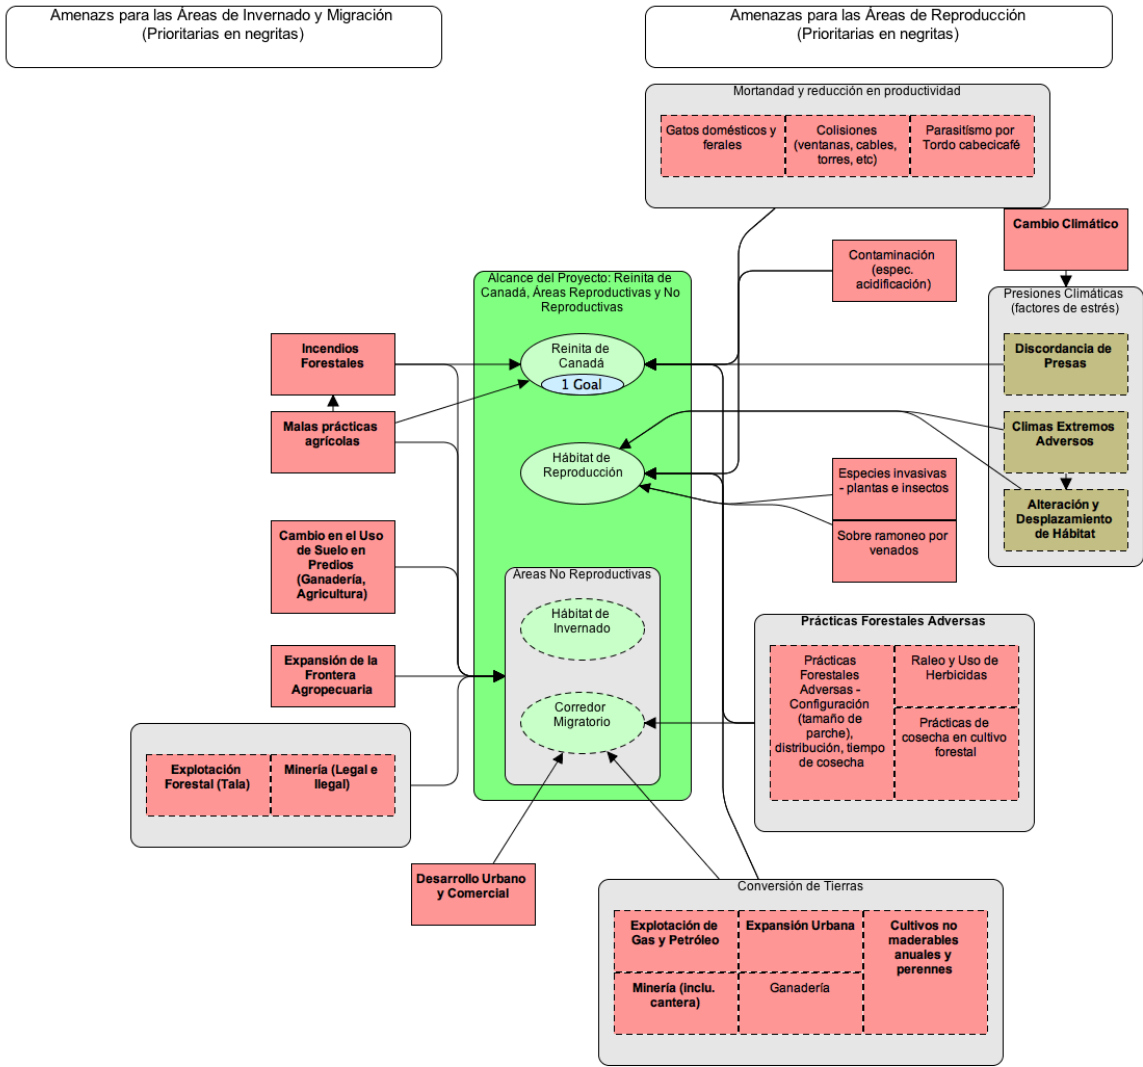 Amenazs para las Áreas de Invernado y Migración
(Prioritarias en negritas)
Amenazas para las Áreas de Reproducción
(Prioritarias en negritas)
Mortandad y reducción en productividad
Gatos domésticos y
ferales
Colisiones
(ventanas, cables,
torres, etc)
Parasitísmo por
Tordo cabecicafé
Cambio Climático
Contaminación
(espec.
acidificación)
Presiones Climáticas
(factores de estrés)
Discordancia de
Presas
Climas Extremos
Adversos
Alteración y
Desplazamiento
de Hábitat
Alcance del Proyecto: Reinita de
Canadá, Áreas Reproductivas y No
Reproductivas
Reinita de
Canadá
1 Goal
Hábitat de
Reproducción
Incendios
Forestales
Malas prácticas
agrícolas
Especies invasivas
- plantas e insectos
Sobre ramoneo por
venados
Cambio en el Uso
de Suelo en
Predios
(Ganadería,
Agricultura)
Áreas No Reproductivas
Hábitat de
Invernado
Corredor
Migratorio
Expansión de la
Frontera
Agropecuaria
Explotación
Forestal (Tala)
Minería (Legal e
Ilegal)
Prácticas Forestales Adversas
Prácticas
Forestales
Adversas -
Configuración
(tamaño de
parche),
distribución, tiempo
de cosecha
Raleo y Uso de
Herbicidas
Prácticas de
cosecha en cultivo
forestal
Desarrollo Urbano
y Comercial
Conversión de Tierras
Explotación de
Gas y Petróleo
Expansión Urbana
Cultivos no
maderables
anuales y
perennes
Minería (inclu.
cantera)
Ganadería